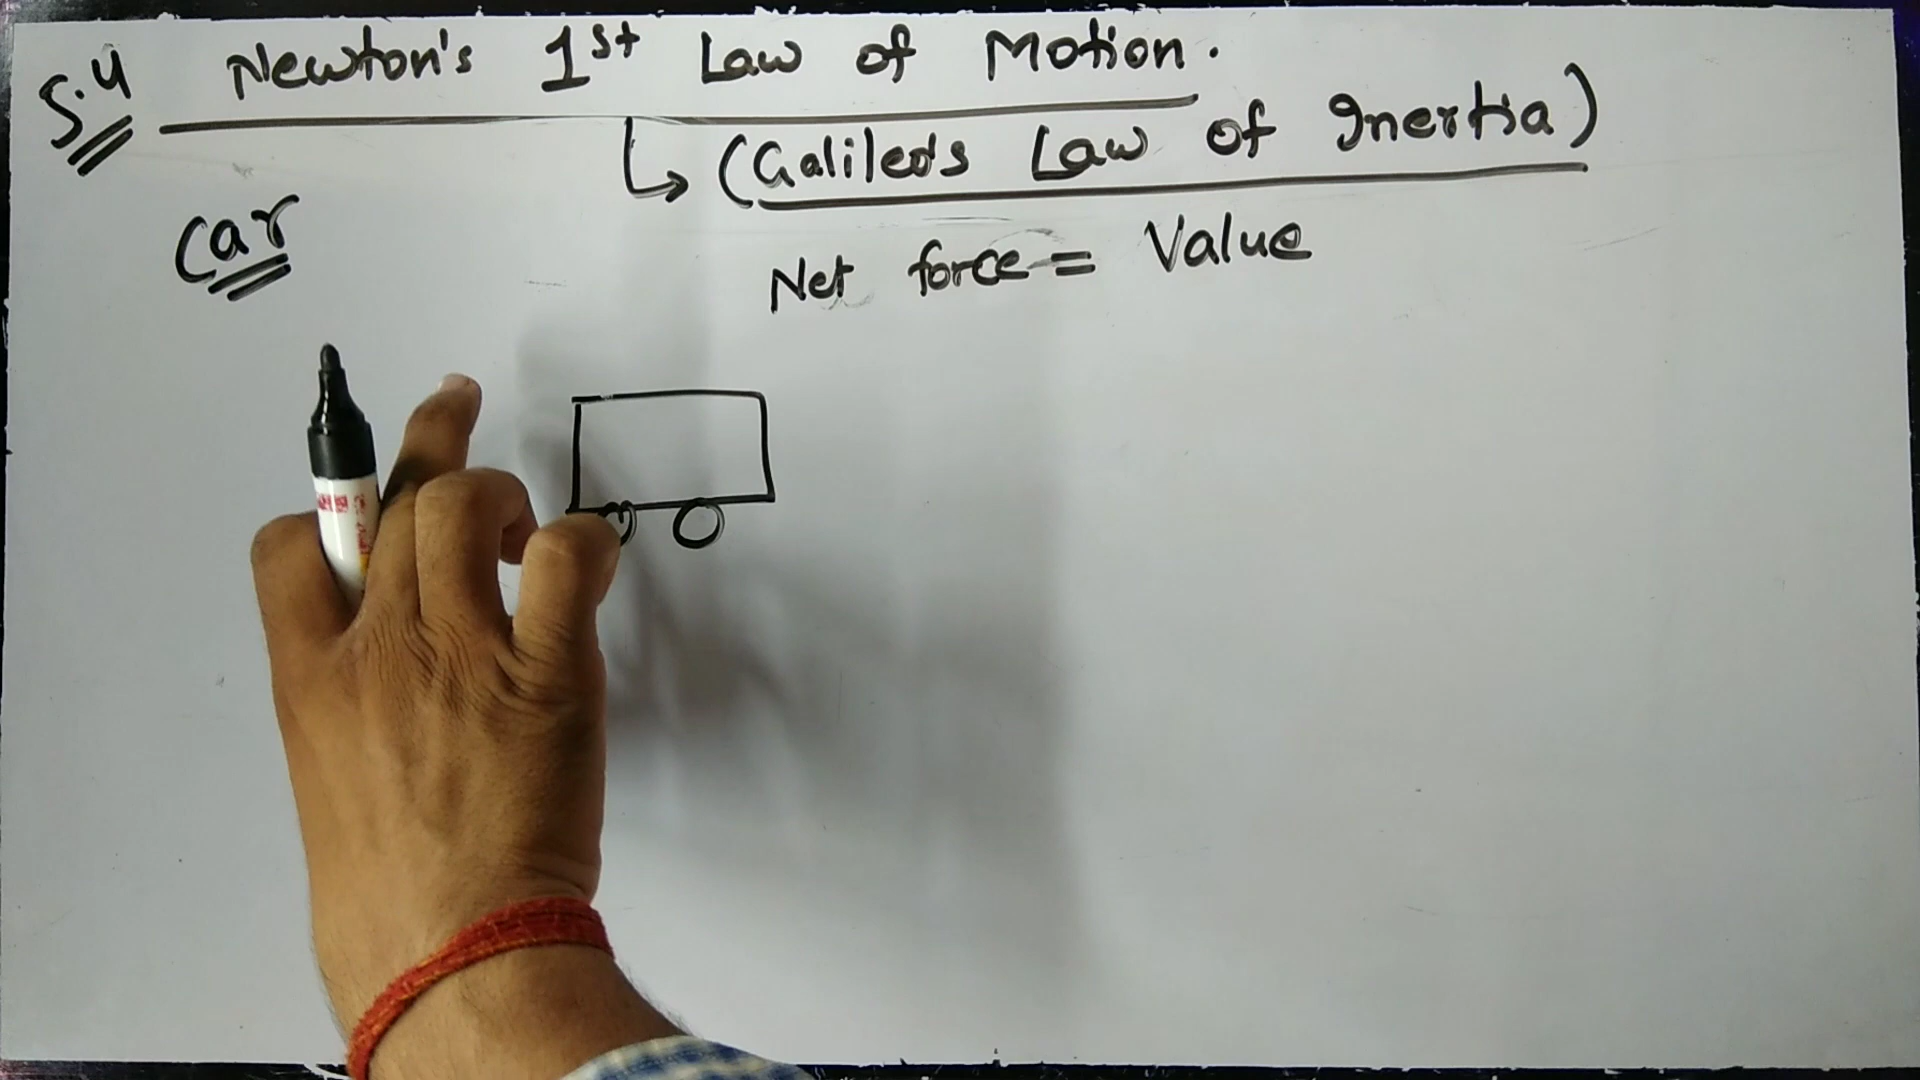 5.4 Newton's 1st Law of Motion.
(Galileo's Law of Inertia)
Car
Net force = Value